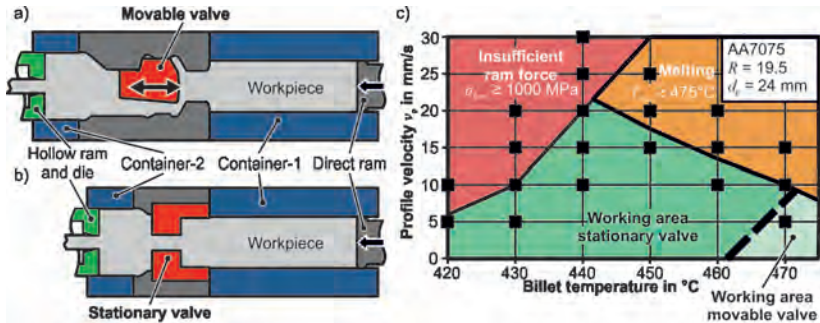 a)
Movable valve
Workpiece
Hollow ram
and die
Container-2
Container-1
Direct ram
b)
Workpiece
Stationary valve
c)
Profile velocity vₑ in mm/s
30
25
20
15
10
5
0
420
430
440
450
460
470
Billet temperature in °C
Insufficient
ram force
≥ 1000 MPa
Melting
475°C
AA7075
R = 19.5
dₑ = 24 mm
Working area
stationary valve
Working area
movable valve